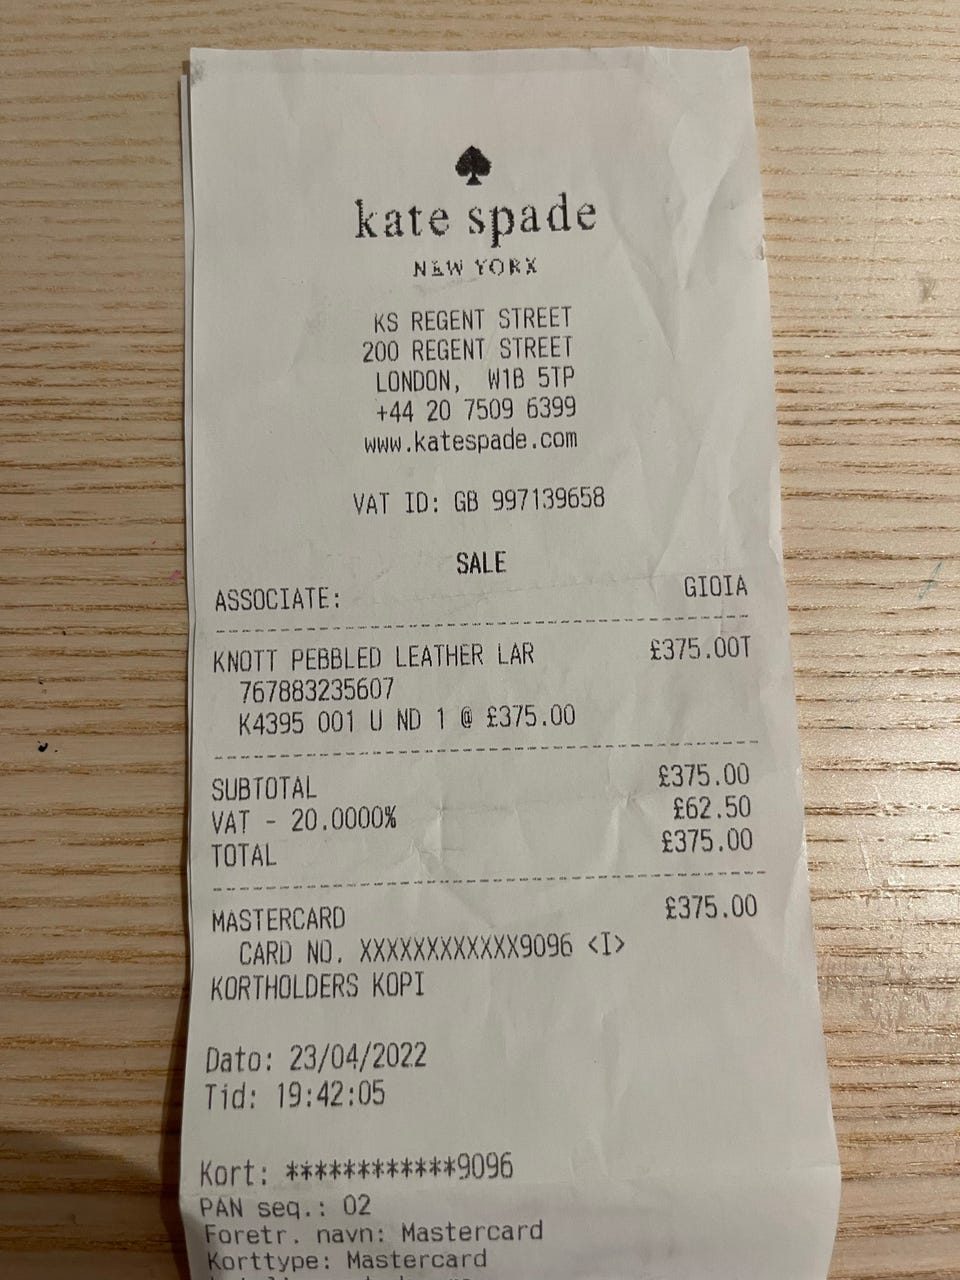 kate spade
NEW YORK
KS REGENT STREET
200 REGENT STREET
LONDON, W1B 5TP
+44 20 7509 6399
www.katespade.com
VAT ID: GB 997139658
SALE
ASSOCIATE: GIOIA
KNOTT PEBBLED LEATHER LAR £375.00T
767883235607
K4395 001 U ND 1 @ £375.00
SUBTOTAL £375.00
VAT - 20.0000% £62.50
TOTAL £375.00
MASTERCARD £375.00
CARD NO. XXXXXXXXXXXX9096 <I>
KORTHOLDERS KOPI
Dato: 23/04/2022
Tid: 19:42:05
Kort: ************9096
PAN seq.: 02
Foretr. navn: Mastercard
Korttype: Mastercard